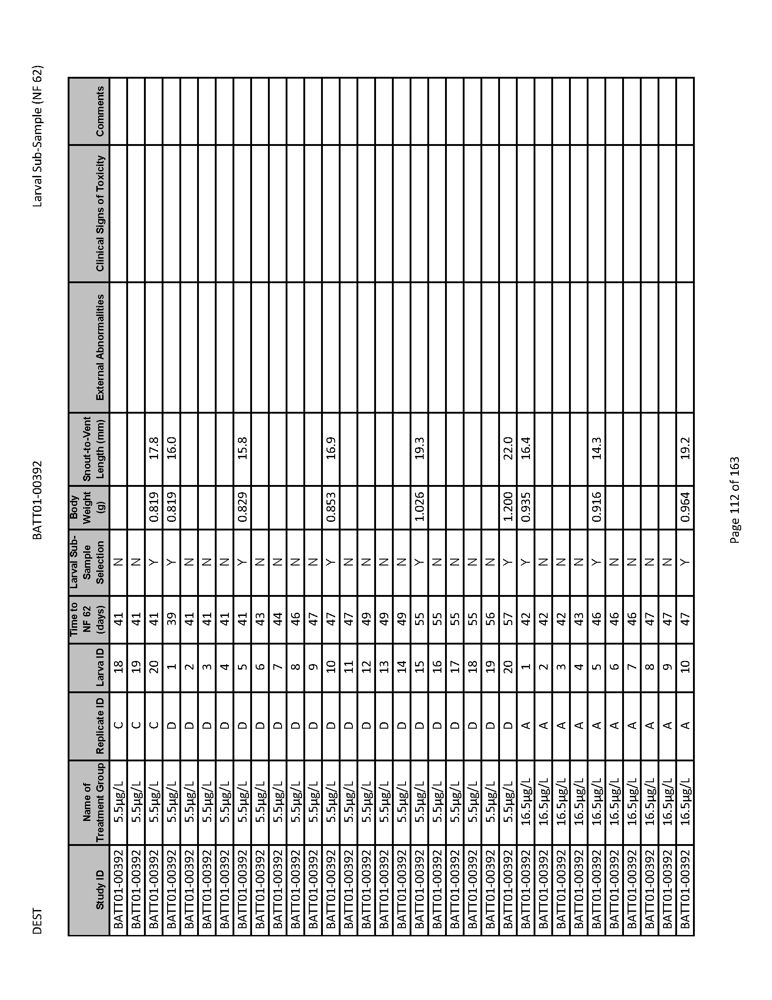 DEST BATT01-00392 Larval Sub-Sample (NF 62)
Study ID Name of Treatment Group Replicate ID Larva ID Time to NF 62 (days) Larval Sub-Sample Selection Body Weight (g) Snout-to-Vent Length (mm) External Abnormalities Clinical Signs of Toxicity Comments
BATT01-00392 5.5µg/L C 18 41 N
BATT01-00392 5.5µg/L C 19 41 N
BATT01-00392 5.5µg/L C 20 41 Y 0.819 17.8
BATT01-00392 5.5µg/L D 1 39 Y 0.819 16.0
BATT01-00392 5.5µg/L D 2 41 N
BATT01-00392 5.5µg/L D 3 41 N
BATT01-00392 5.5µg/L D 4 41 N
BATT01-00392 5.5µg/L D 5 41 Y 0.829 15.8
BATT01-00392 5.5µg/L D 6 43 N
BATT01-00392 5.5µg/L D 7 44 N
BATT01-00392 5.5µg/L D 8 46 N
BATT01-00392 5.5µg/L D 9 47 N
BATT01-00392 5.5µg/L D 10 47 Y 0.853 16.9
BATT01-00392 5.5µg/L D 11 47 N
BATT01-00392 5.5µg/L D 12 49 N
BATT01-00392 5.5µg/L D 13 49 N
BATT01-00392 5.5µg/L D 14 49 N
BATT01-00392 5.5µg/L D 15 55 Y 1.026 19.3
BATT01-00392 5.5µg/L D 16 55 N
BATT01-00392 5.5µg/L D 17 55 N
BATT01-00392 5.5µg/L D 18 55 N
BATT01-00392 5.5µg/L D 19 56 N
BATT01-00392 5.5µg/L D 20 57 Y 1.200 22.0
BATT01-00392 16.5µg/L A 1 42 Y 0.935 16.4
BATT01-00392 16.5µg/L A 2 42 N
BATT01-00392 16.5µg/L A 3 42 N
BATT01-00392 16.5µg/L A 4 43 N
BATT01-00392 16.5µg/L A 5 46 Y 0.916 14.3
BATT01-00392 16.5µg/L A 6 46 N
BATT01-00392 16.5µg/L A 7 46 N
BATT01-00392 16.5µg/L A 8 47 N
BATT01-00392 16.5µg/L A 9 47 N
BATT01-00392 16.5µg/L A 10 47 Y 0.964 19.2
Page 112 of 163